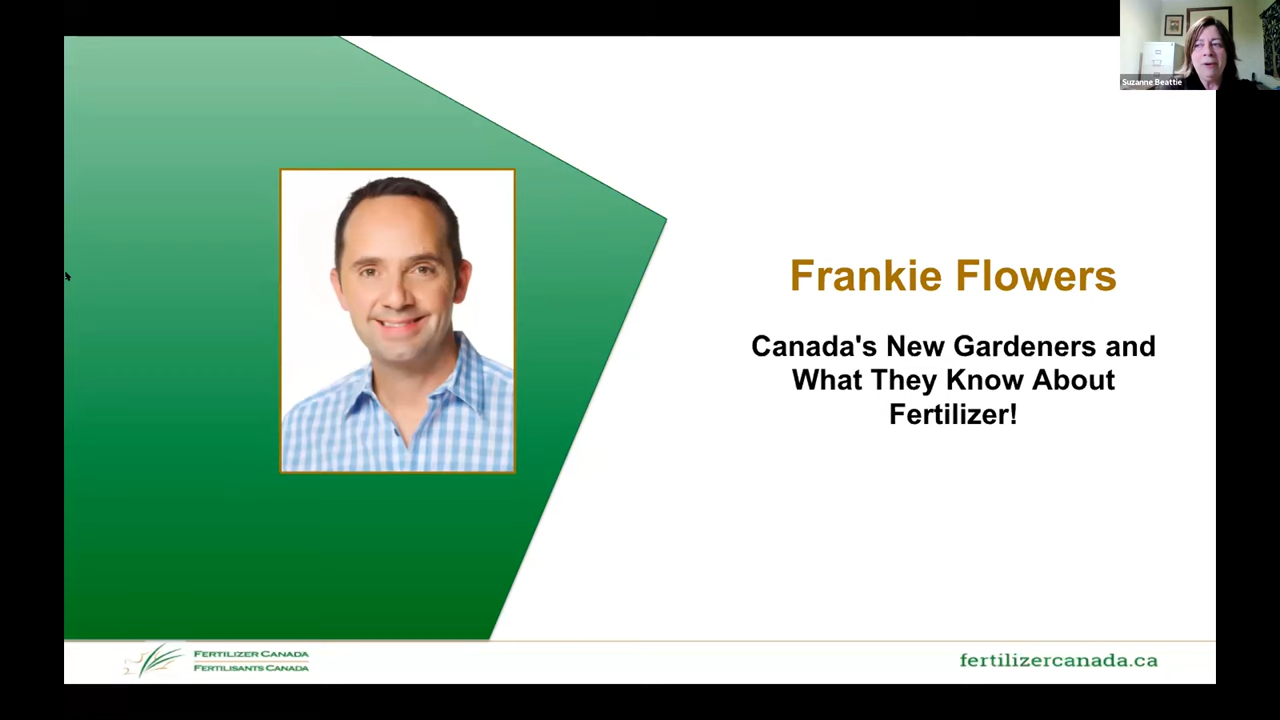 Suzanne Beattie
Frankie Flowers
Canada's New Gardeners and
What They Know About
Fertilizer!
FERTILIZER CANADA
FERTILISANTS CANADA
fertilizercanada.ca